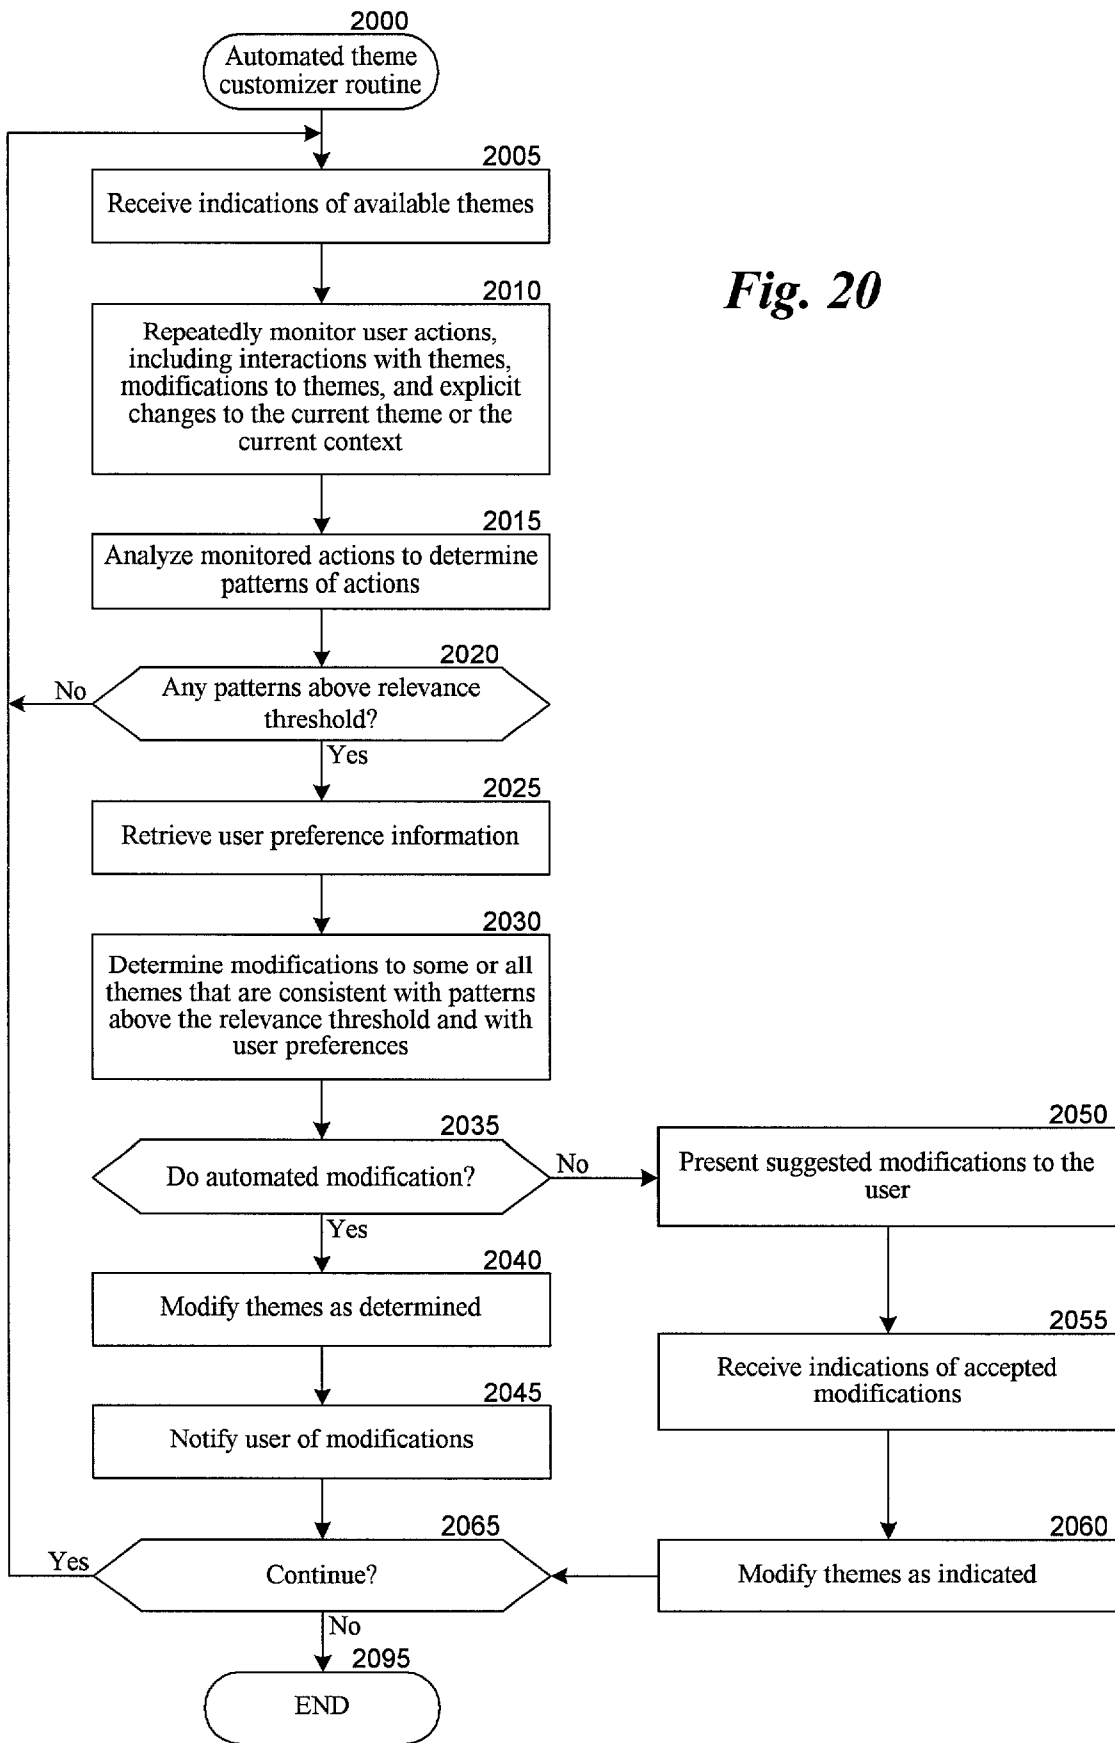 2000
Automated theme
customizer routine
2005
Receive indications of available themes
Fig. 20
2010
Repeatedly monitor user actions,
including interactions with themes,
modifications to themes, and explicit
changes to the current theme or the
current context
2015
Analyze monitored actions to determine
patterns of actions
2020
Any patterns above relevance
threshold?
No
Yes
2025
Retrieve user preference information
2030
Determine modifications to some or all
themes that are consistent with patterns
above the relevance threshold and with
user preferences
2035
Do automated modification?
No
Yes
2050
Present suggested modifications to the
user
2040
Modify themes as determined
2055
Receive indications of accepted
modifications
2045
Notify user of modifications
2060
Modify themes as indicated
2065
Continue?
Yes
No
2095
END